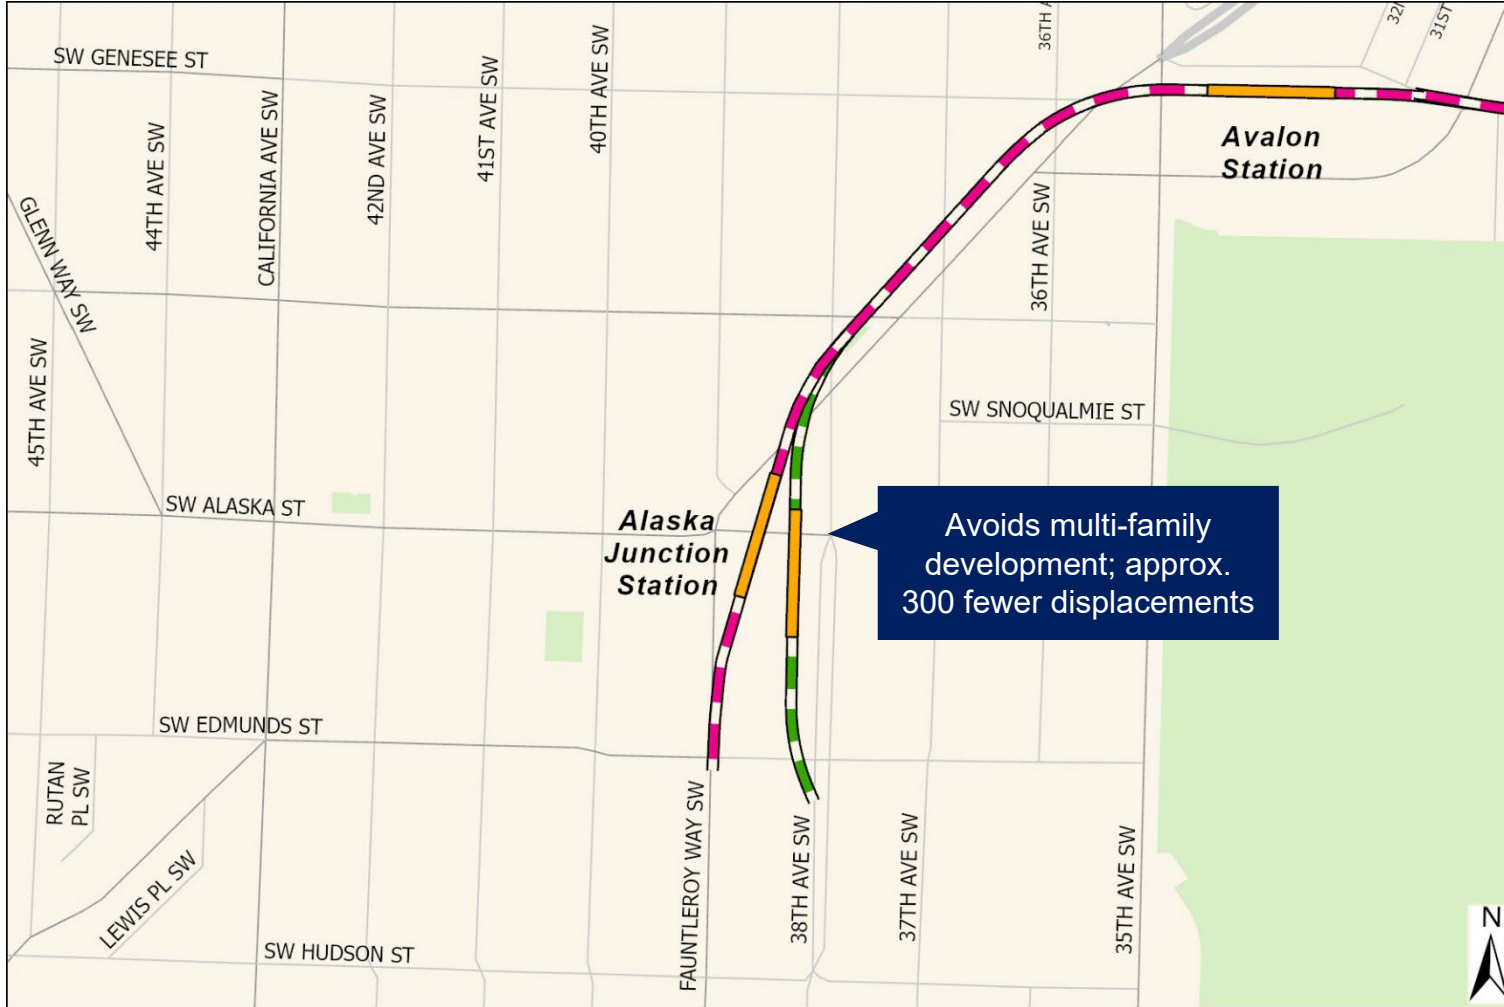 36TH A
31ST
SW GENESEE ST
44TH AVE SW
CALIFORNIA AVE SW
42ND AVE SW
41ST AVE SW
40TH AVE SW
Avalon
Station
GLENN WAY SW
36TH AVE SW
45TH AVE SW
SW SNOQUALMIE ST
SW ALASKA ST
Alaska
Junction
Station
Avoids multi-family
development; approx.
300 fewer displacements
SW EDMUNDS ST
RUTAN
PL SW
LEWIS PL SW
FAUNTLEROY WAY SW
38TH AVE SW
37TH AVE SW
35TH AVE SW
SW HUDSON ST
N